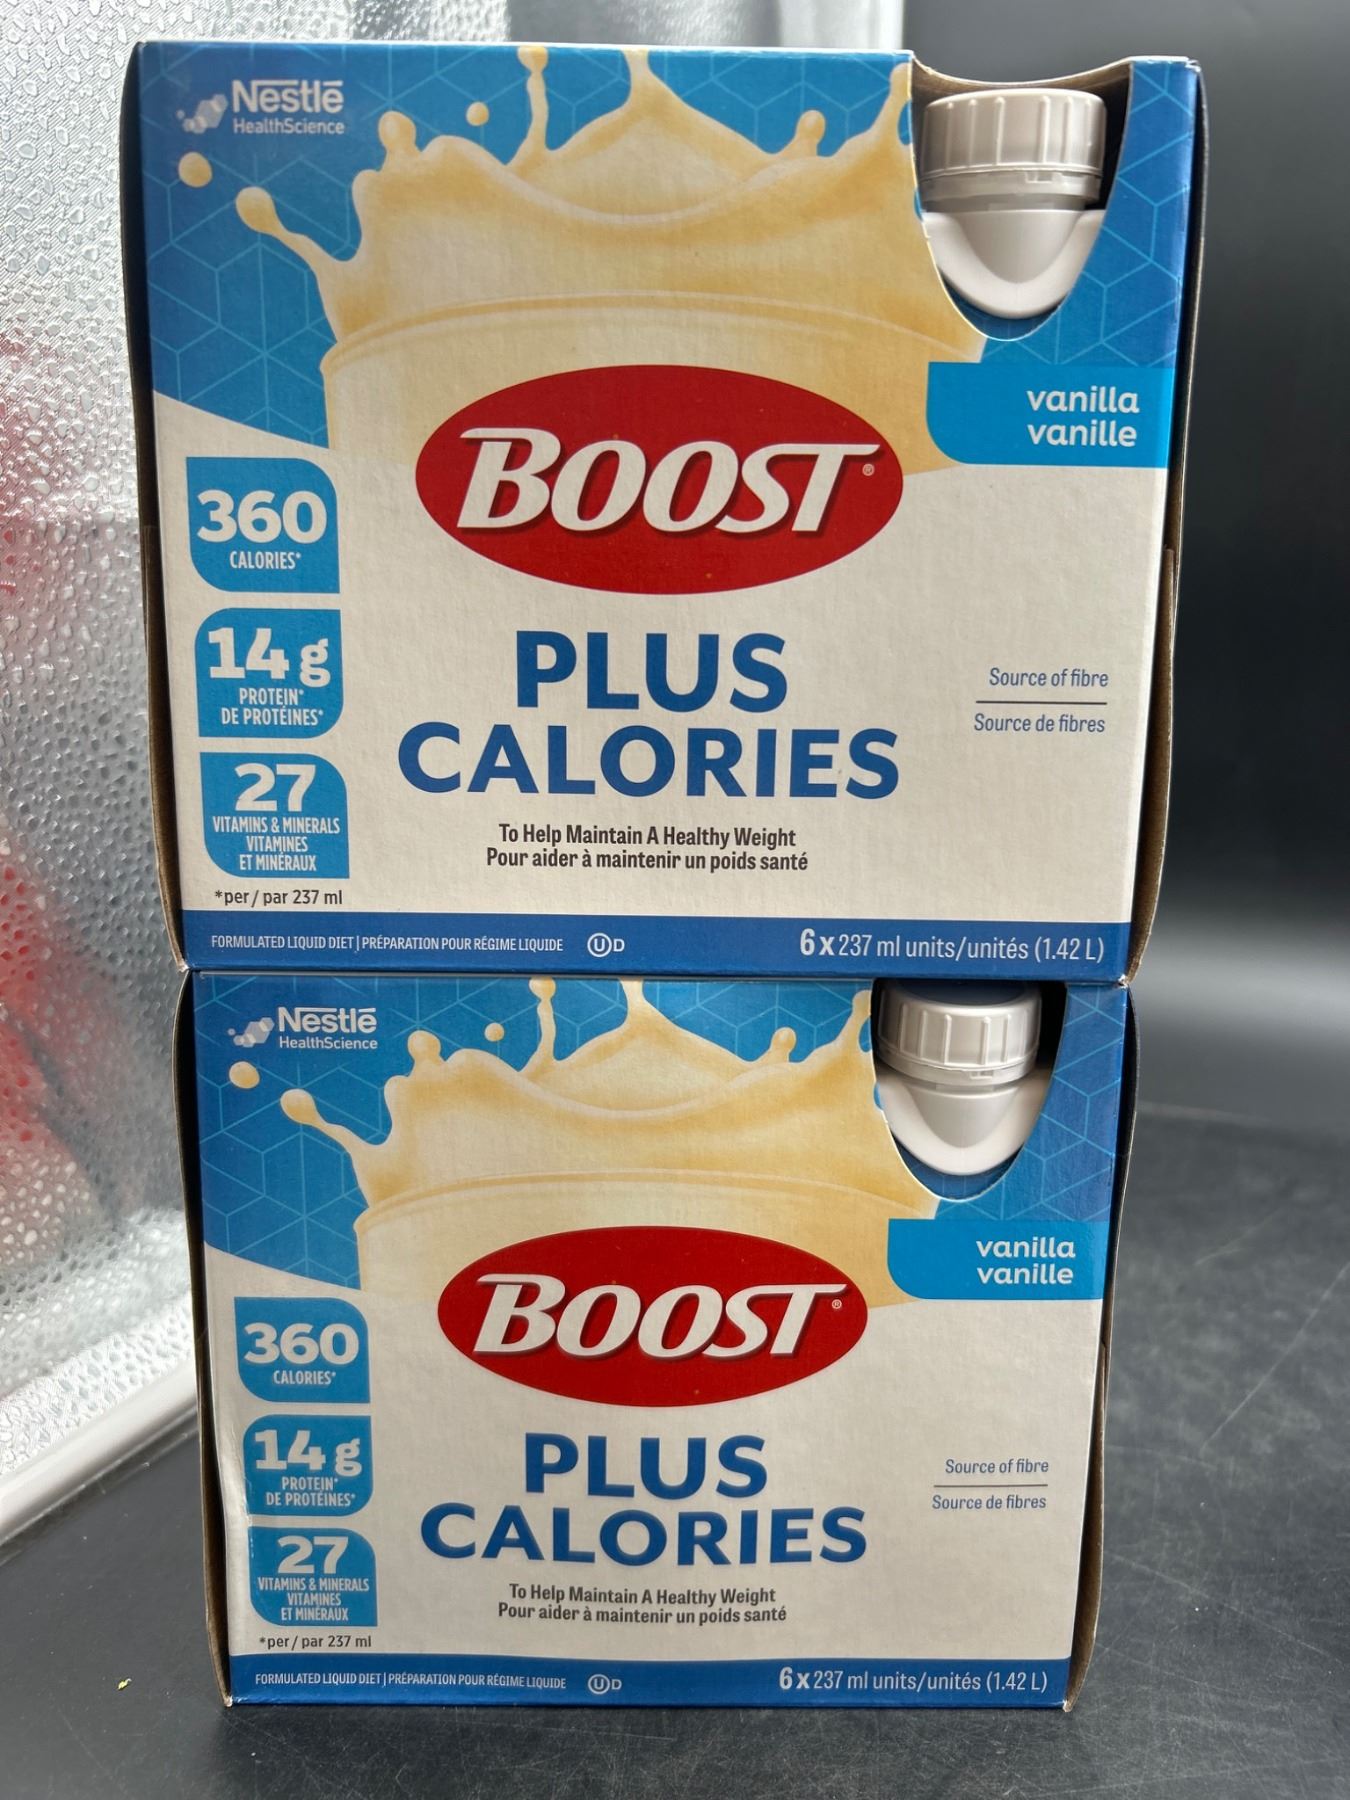 Nestlé
HealthScience
vanilla
vanille
BOOST®
360
CALORIES*
14 g
PROTEIN*
DE PROTÉINES*
27
VITAMINS & MINERALS
VITAMINES
ET MINÉRAUX
*per / par 237 ml
PLUS
CALORIES
Source of fibre
Source de fibres
To Help Maintain A Healthy Weight
Pour aider à maintenir un poids santé
FORMULATED LIQUID DIET | PRÉPARATION POUR RÉGIME LIQUIDE
U D
6 x 237 ml units/unités (1.42 L)
Nestlé
HealthScience
vanilla
vanille
BOOST®
360
CALORIES*
14 g
PROTEIN*
DE PROTÉINES*
27
VITAMINS & MINERALS
VITAMINES
ET MINÉRAUX
*per / par 237 ml
PLUS
CALORIES
Source of fibre
Source de fibres
To Help Maintain A Healthy Weight
Pour aider à maintenir un poids santé
FORMULATED LIQUID DIET | PRÉPARATION POUR RÉGIME LIQUIDE
U D
6 x 237 ml units/unités (1.42 L)